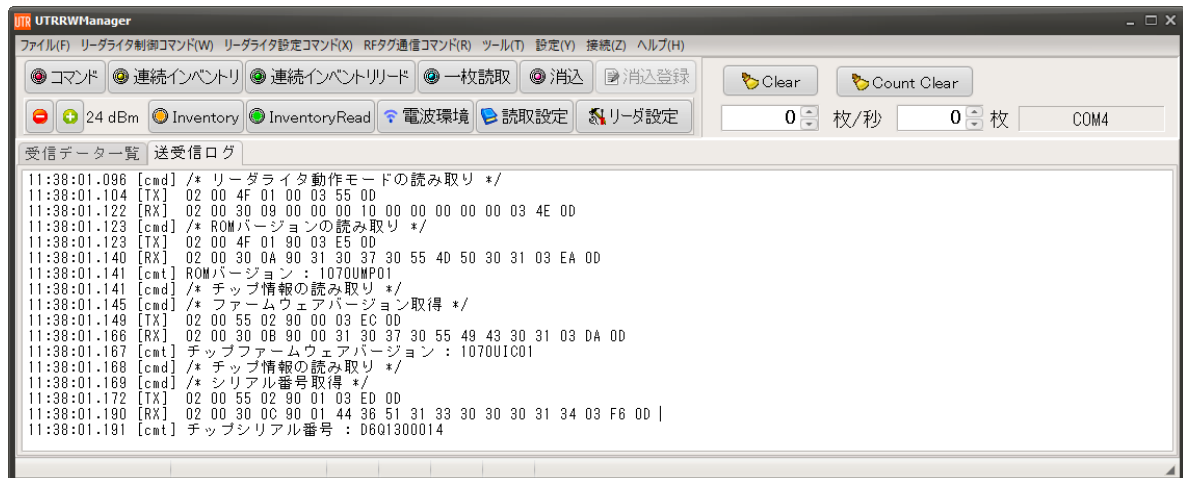 UTR UTRRWManager
ファイル(F) リーダライタ制御コマンド(W) リーダライタ設定コマンド(X) RFタグ通信コマンド(R) ツール(T) 設定(Y) 接続(Z) ヘルプ(H)
コマンド 連続インベントリ 連続インベントリリード 一枚読取 消込 消込登録 Clear Count Clear
24 dBm Inventory InventoryRead 電波環境 読取設定 リーダ設定 0 枚/秒 0 枚 COM4
受信データ一覧 送受信ログ
11:38:01.096 [cmd] /* リーダライタ動作モードの読み取り */
11:38:01.104 [TX] 02 00 4F 01 00 03 55 0D
11:38:01.122 [RX] 02 00 30 09 00 00 00 10 00 00 00 00 00 03 4E 0D
11:38:01.123 [cmd] /* ROMバージョンの読み取り */
11:38:01.123 [TX] 02 00 4F 01 90 03 E5 0D
11:38:01.140 [RX] 02 00 30 0A 90 31 30 37 30 55 4D 50 30 31 03 EA 0D
11:38:01.141 [cmt] ROMバージョン : 1070UMP01
11:38:01.141 [cmd] /* チップ情報の読み取り */
11:38:01.145 [cmd] /* ファームウェアバージョン取得 */
11:38:01.149 [TX] 02 00 55 02 90 00 03 EC 0D
11:38:01.166 [RX] 02 00 30 0B 90 00 31 30 37 30 55 49 43 30 31 03 DA 0D
11:38:01.167 [cmt] チップファームウェアバージョン : 1070UIC01
11:38:01.168 [cmd] /* チップ情報の読み取り */
11:38:01.169 [cmd] /* シリアル番号取得 */
11:38:01.172 [TX] 02 00 55 02 90 01 03 ED 0D
11:38:01.190 [RX] 02 00 30 0C 90 01 44 36 51 31 33 30 30 30 31 34 03 F6 0D
11:38:01.191 [cmt] チップシリアル番号 : D6Q1300014